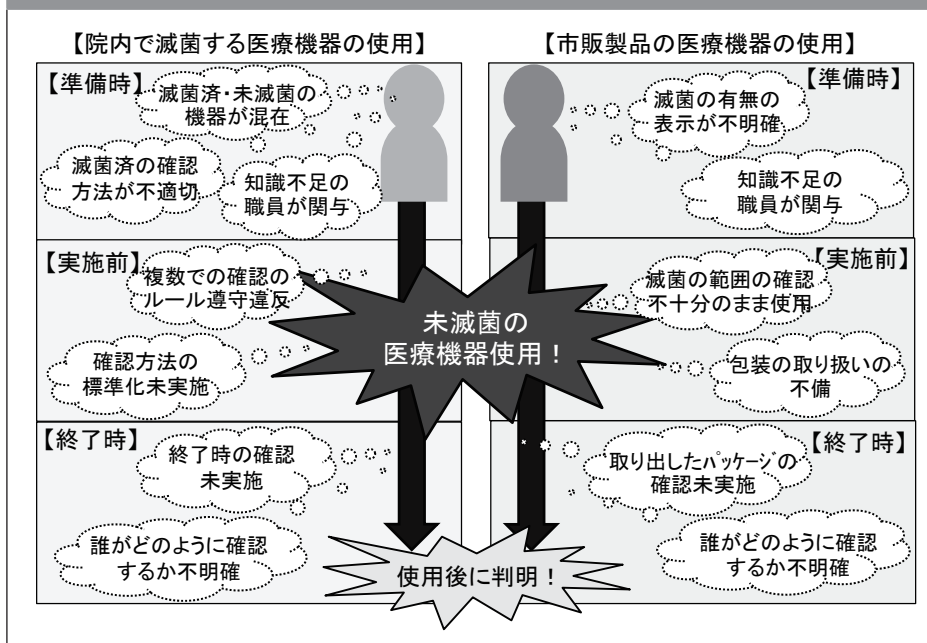 【院内で滅菌する医療機器の使用】
【準備時】
滅菌済・未滅菌の
機器が混在
滅菌済の確認
方法が不適切
知識不足の
職員が関与
【実施前】
複数での確認の
ルール遵守違反
確認方法の
標準化未実施
【終了時】
終了時の確認
未実施
誰がどのように確認
するか不明確
【市販製品の医療機器の使用】
【準備時】
滅菌の有無の
表示が不明確
知識不足の
職員が関与
【実施前】
滅菌の範囲の確認
不十分のまま使用
包装の取り扱いの
不備
【終了時】
取り出したパッケージの
確認未実施
誰がどのように確認
するか不明確
未滅菌の
医療機器使用！
使用後に判明！